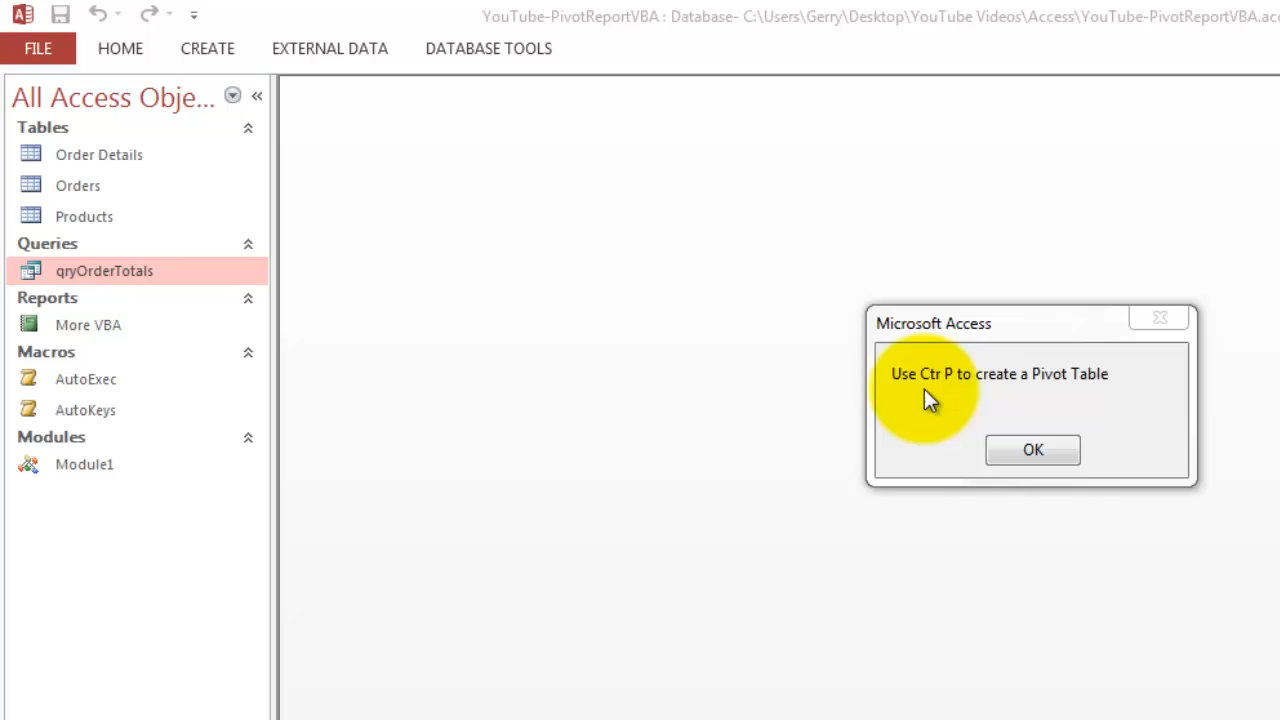 YouTube-PivotReportVBA : Database- C:\Users\Gerry\Desktop\YouTube Videos\Access\YouTube-PivotReportVBA.acc
FILE HOME CREATE EXTERNAL DATA DATABASE TOOLS
All Access Obje...
Tables
Order Details
Orders
Products
Queries
qryOrderTotals
Reports
More VBA
Macros
AutoExec
AutoKeys
Modules
Module1
Microsoft Access
Use Ctr P to create a Pivot Table
OK